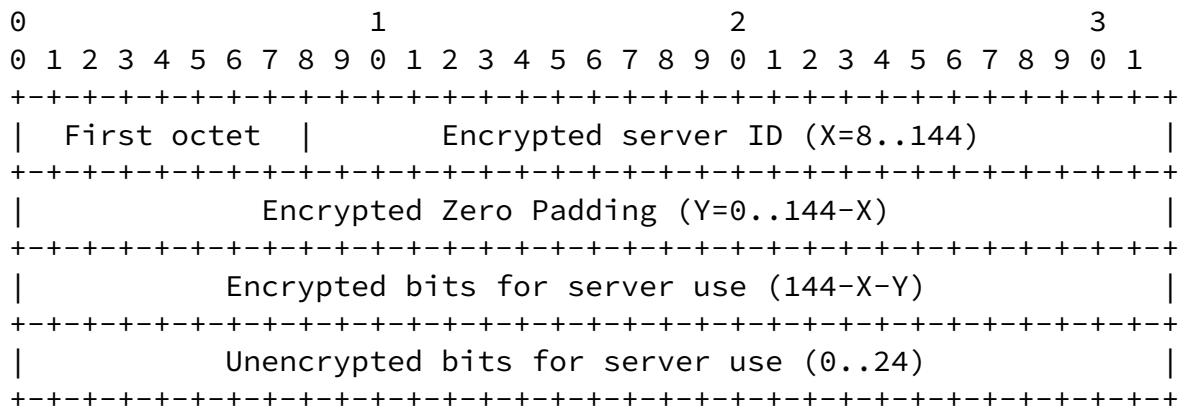 0                   1                   2                   3
0 1 2 3 4 5 6 7 8 9 0 1 2 3 4 5 6 7 8 9 0 1 2 3 4 5 6 7 8 9 0 1
+-+-+-+-+-+-+-+-+-+-+-+-+-+-+-+-+-+-+-+-+-+-+-+-+-+-+-+-+-+-+-+-+
|  First octet  |       Encrypted server ID (X=8..144)          |
+-+-+-+-+-+-+-+-+-+-+-+-+-+-+-+-+-+-+-+-+-+-+-+-+-+-+-+-+-+-+-+-+
|             Encrypted Zero Padding (Y=0..144-X)               |
+-+-+-+-+-+-+-+-+-+-+-+-+-+-+-+-+-+-+-+-+-+-+-+-+-+-+-+-+-+-+-+-+
|           Encrypted bits for server use (144-X-Y)             |
+-+-+-+-+-+-+-+-+-+-+-+-+-+-+-+-+-+-+-+-+-+-+-+-+-+-+-+-+-+-+-+-+
|           Unencrypted bits for server use (0..24)             |
+-+-+-+-+-+-+-+-+-+-+-+-+-+-+-+-+-+-+-+-+-+-+-+-+-+-+-+-+-+-+-+-+